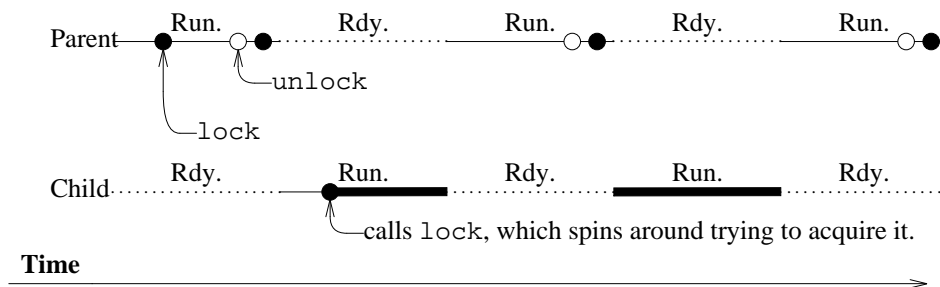 Run. Rdy. Run. Rdy. Run.
Parent
unlock
lock
Rdy. Run. Rdy. Run. Rdy.
Child
calls lock, which spins around trying to acquire it.
Time